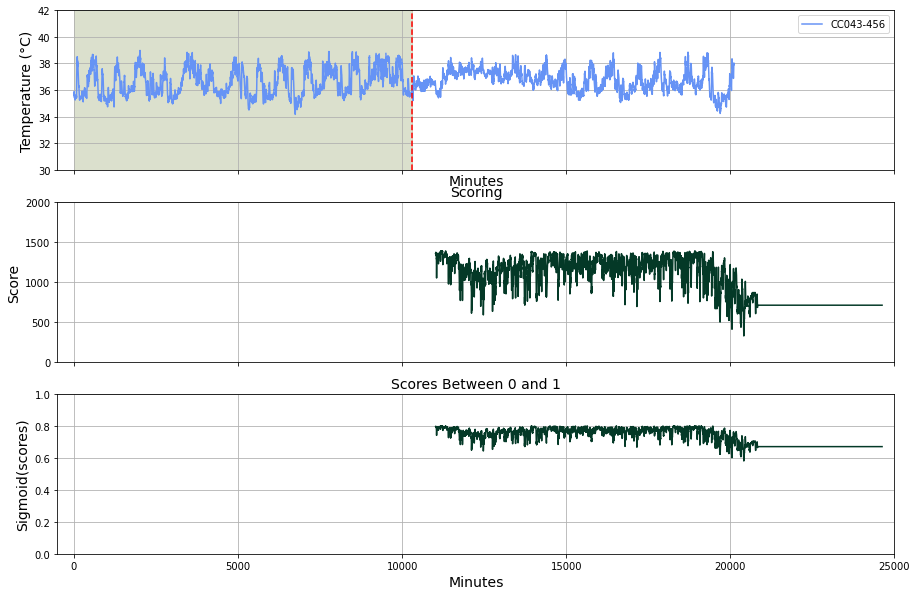 42
40
38
36
34
32
30
Temperature (°C)
CC043-456
Minutes
Scoring
2000
1500
1000
500
0
Score
Scores Between 0 and 1
1.0
0.8
0.6
0.4
0.2
0.0
Sigmoid(scores)
0 5000 10000 15000 20000 25000
Minutes